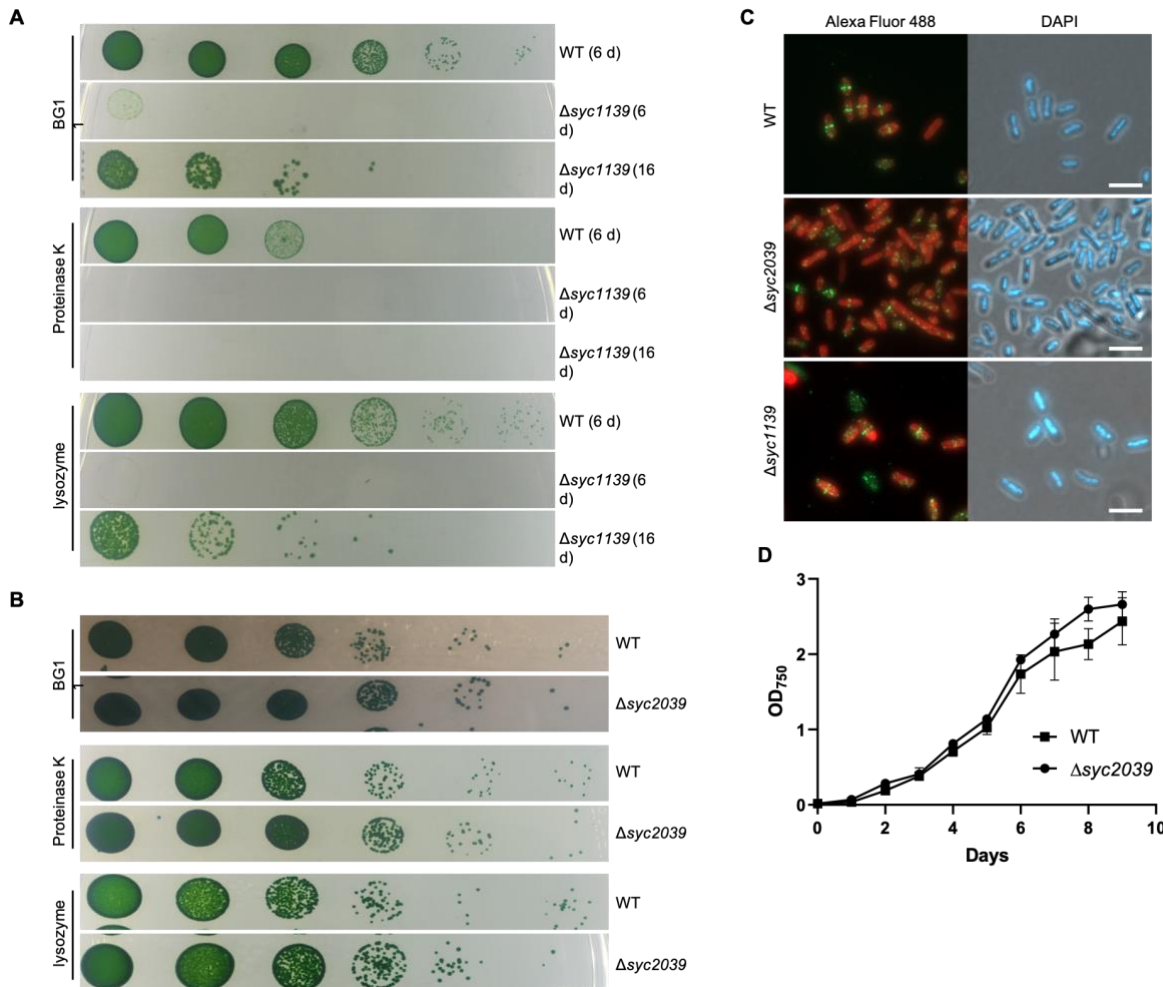 A
BG1
WT (6 d)
Δsyc1139 (6
d)
Δsyc1139 (16
d)
Proteinase K
WT (6 d)
Δsyc1139 (6
d)
Δsyc1139 (16
d)
lysozyme
WT (6 d)
Δsyc1139 (6
d)
Δsyc1139 (16
d)
B
BG1
WT
Δsyc2039
Proteinase K
WT
Δsyc2039
lysozyme
WT
Δsyc2039
C
Alexa Fluor 488 DAPI
WT
Δsyc2039
Δsyc1139
D
OD750
3
2
1
0
WT
Δsyc2039
0 2 4 6 8 10
Days